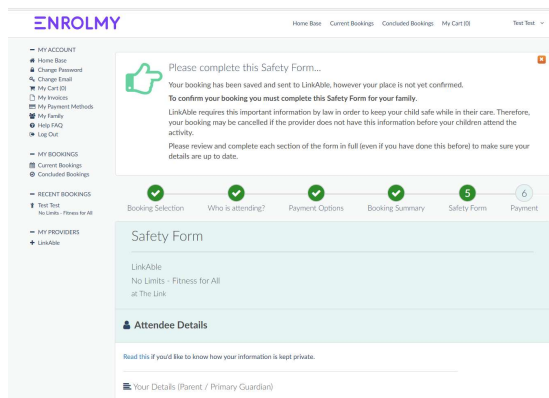 ENROLMY
Home Base Current Bookings Concluded Bookings My Cart (0) Test Test
MY ACCOUNT
Home Base
Change Password
Change Email
My Cart (0)
My Invoices
My Payment Methods
My Family
Help FAQ
Log Out
MY BOOKINGS
Current Bookings
Concluded Bookings
RECENT BOOKINGS
Test Test
No Limits - Fitness for All
MY PROVIDERS
LinkAble
Please complete this Safety Form...
Your booking has been saved and sent to LinkAble, however your place is not yet confirmed.
To confirm your booking you must complete this Safety Form for your family.
LinkAble requires this important information by law in order to keep your child safe while in their care. Therefore,
your booking may be cancelled if the provider does not have this information before your children attend the
activity.
Please review and complete each section of the form in full (even if you have done this before) to make sure your
details are up to date.
5 6
Booking Selection Who is attending? Payment Options Booking Summary Safety Form Payment
Safety Form
LinkAble
No Limits - Fitness for All
at The Link
Attendee Details
Read this if you'd like to know how your information is kept private.
Your Details (Parent / Primary Guardian)